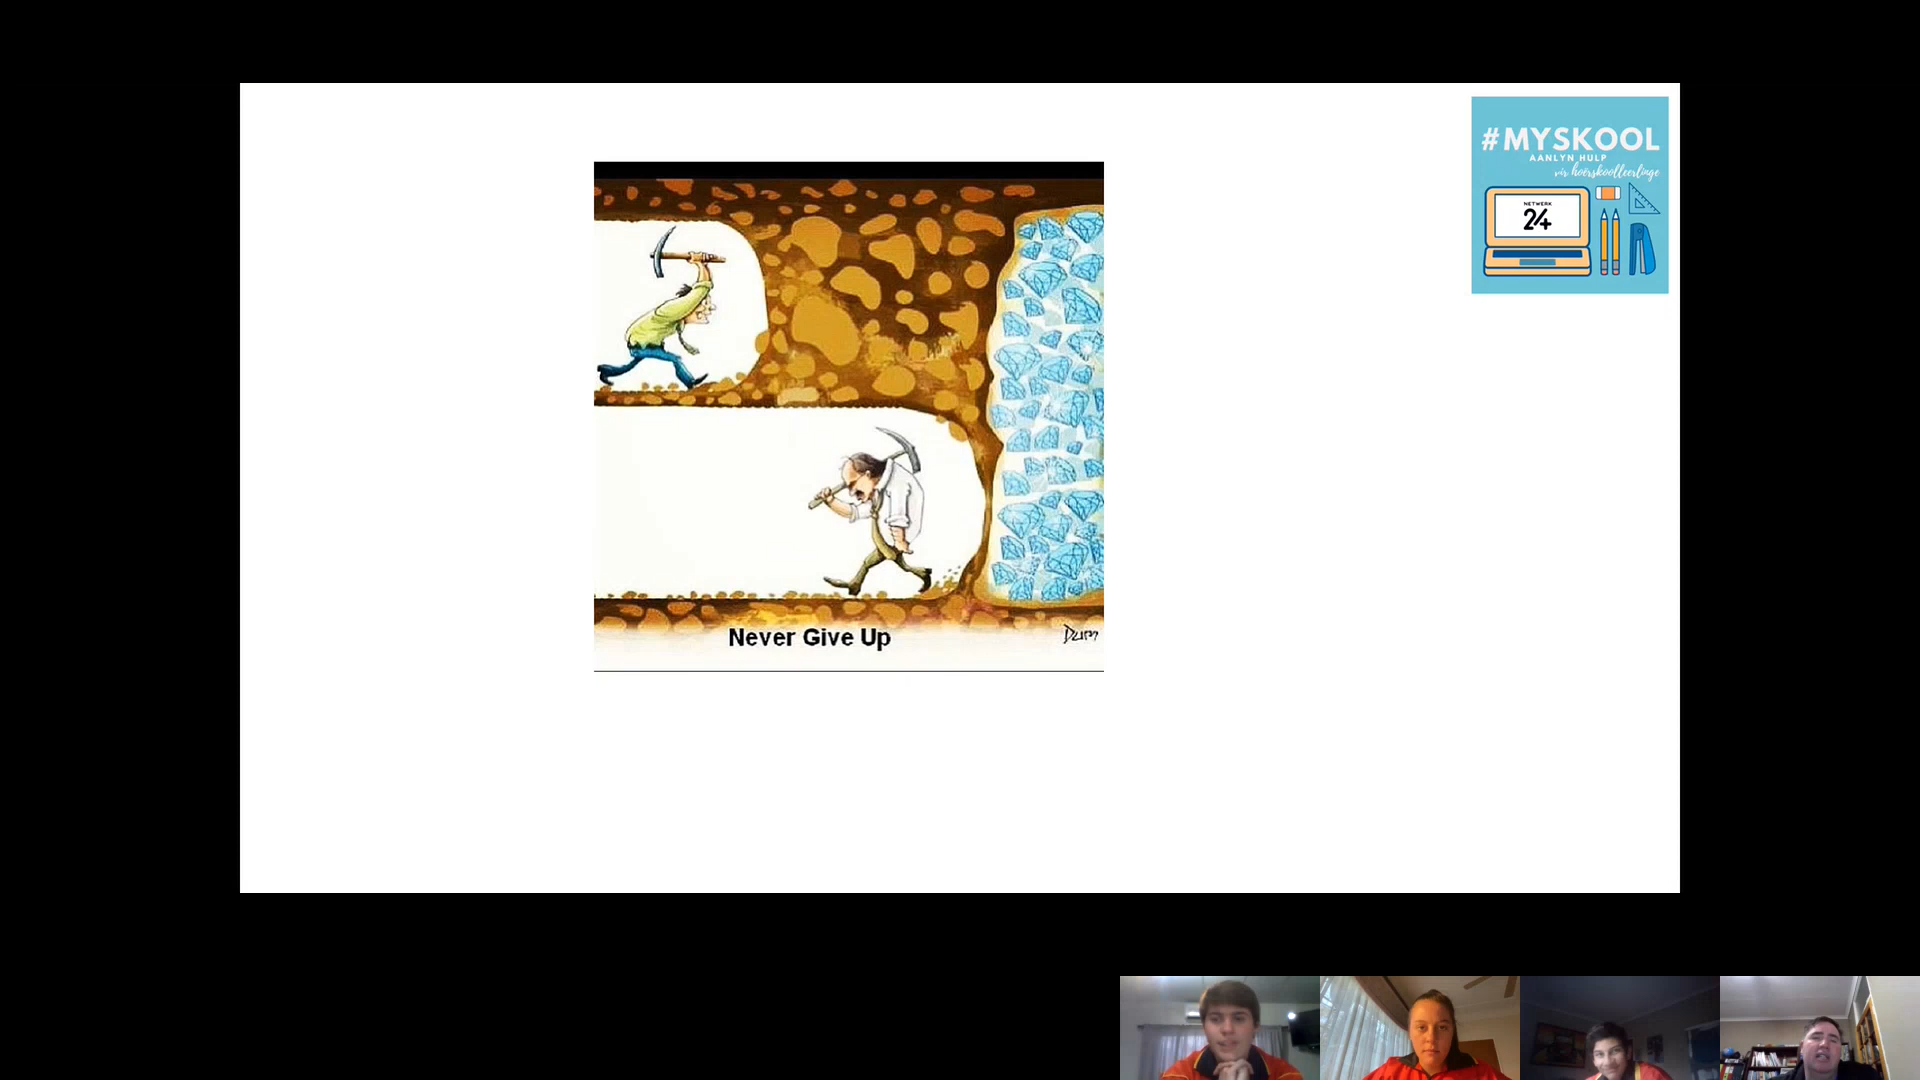 #MYSKOOL
AANLYN HULP
vir hoërskoolleerlinge
NETWERK
24
Never Give Up
Dum